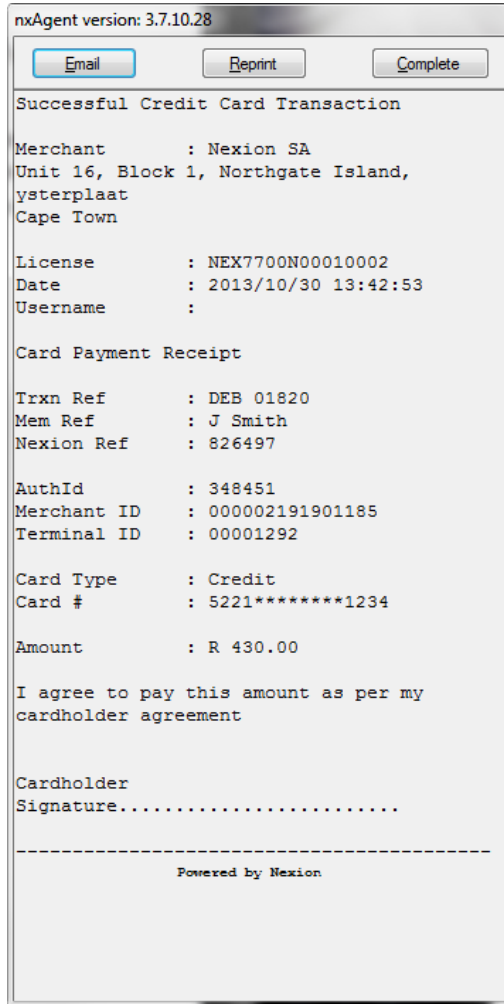 nxAgent version: 3.7.10.28
Email Reprint Complete
Successful Credit Card Transaction
Merchant : Nexion SA
Unit 16, Block 1, Northgate Island,
ysterplaat
Cape Town
License : NEX7700N00010002
Date : 2013/10/30 13:42:53
Username :
Card Payment Receipt
Trxn Ref : DEB 01820
Mem Ref : J Smith
Nexion Ref : 826497
AuthId : 348451
Merchant ID : 000002191901185
Terminal ID : 00001292
Card Type : Credit
Card # : 5221********1234
Amount : R 430.00
I agree to pay this amount as per my
cardholder agreement
Cardholder
Signature.........................
------------------------------------------
Powered by Nexion